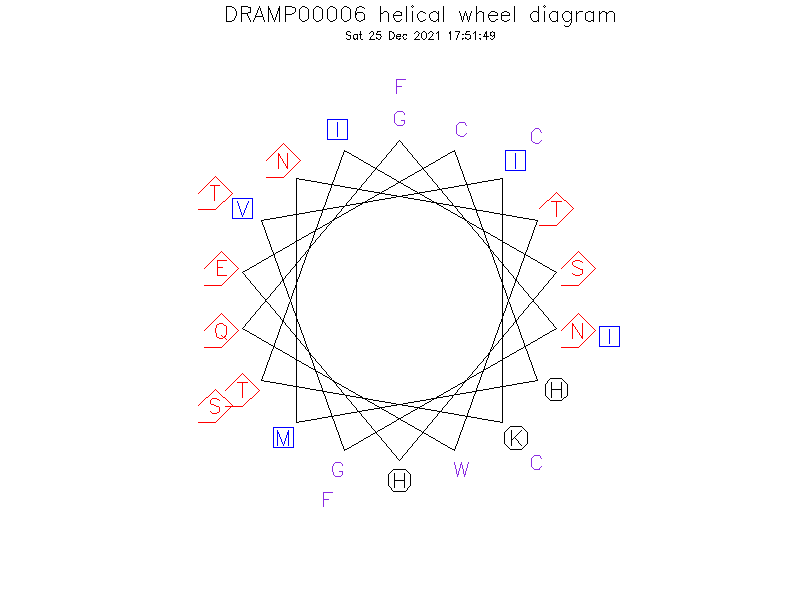 DRAMP00006 helical wheel diagram
Sat 25 Dec 2021 17:51:49
F
G
I
C
C
N
I
T
V
T
E
S
Q
N
I
T
S
H
M
K
G
H
W
C
F